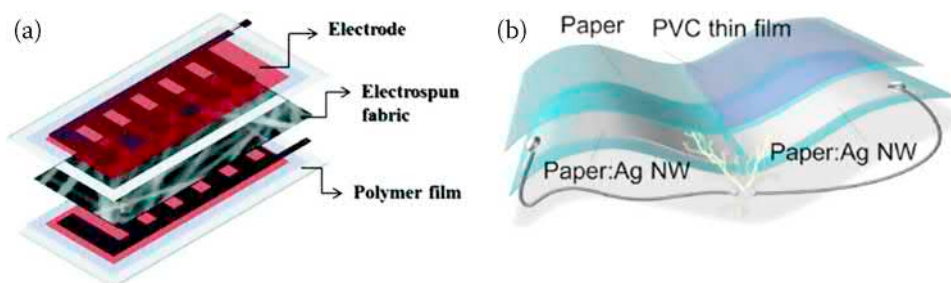 (a)
Electrode
Electrospun
fabric
Polymer film
(b)
Paper
PVC thin film
Paper:Ag NW
Paper:Ag NW